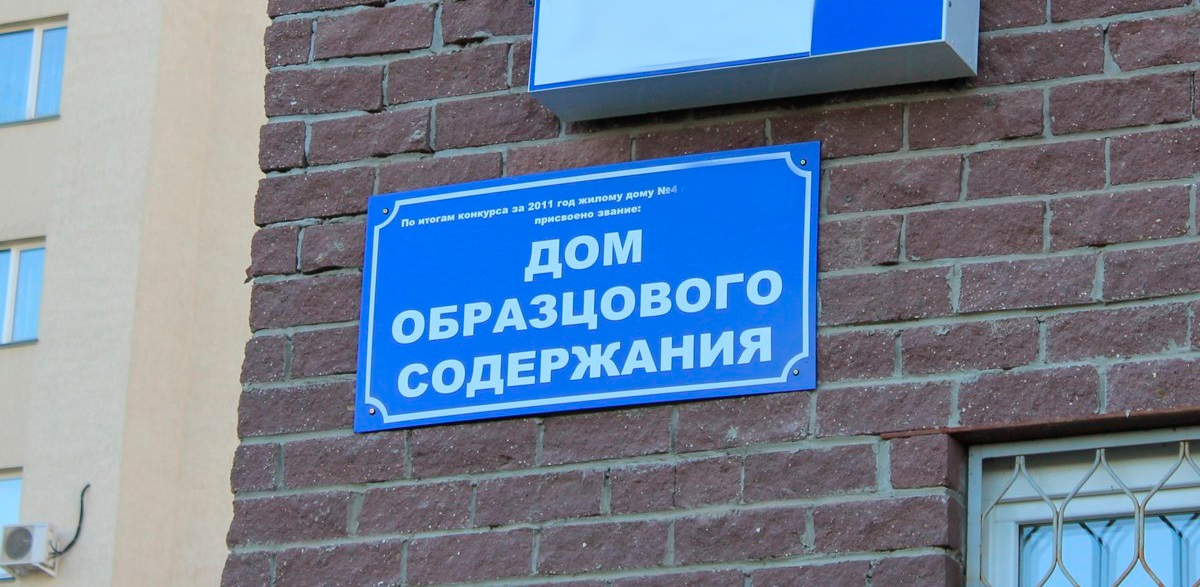 По итогам конкурса за 2011 год жилому дому №4
присвоено звание:
ДОМ
ОБРАЗЦОВОГО
СОДЕРЖАНИЯ